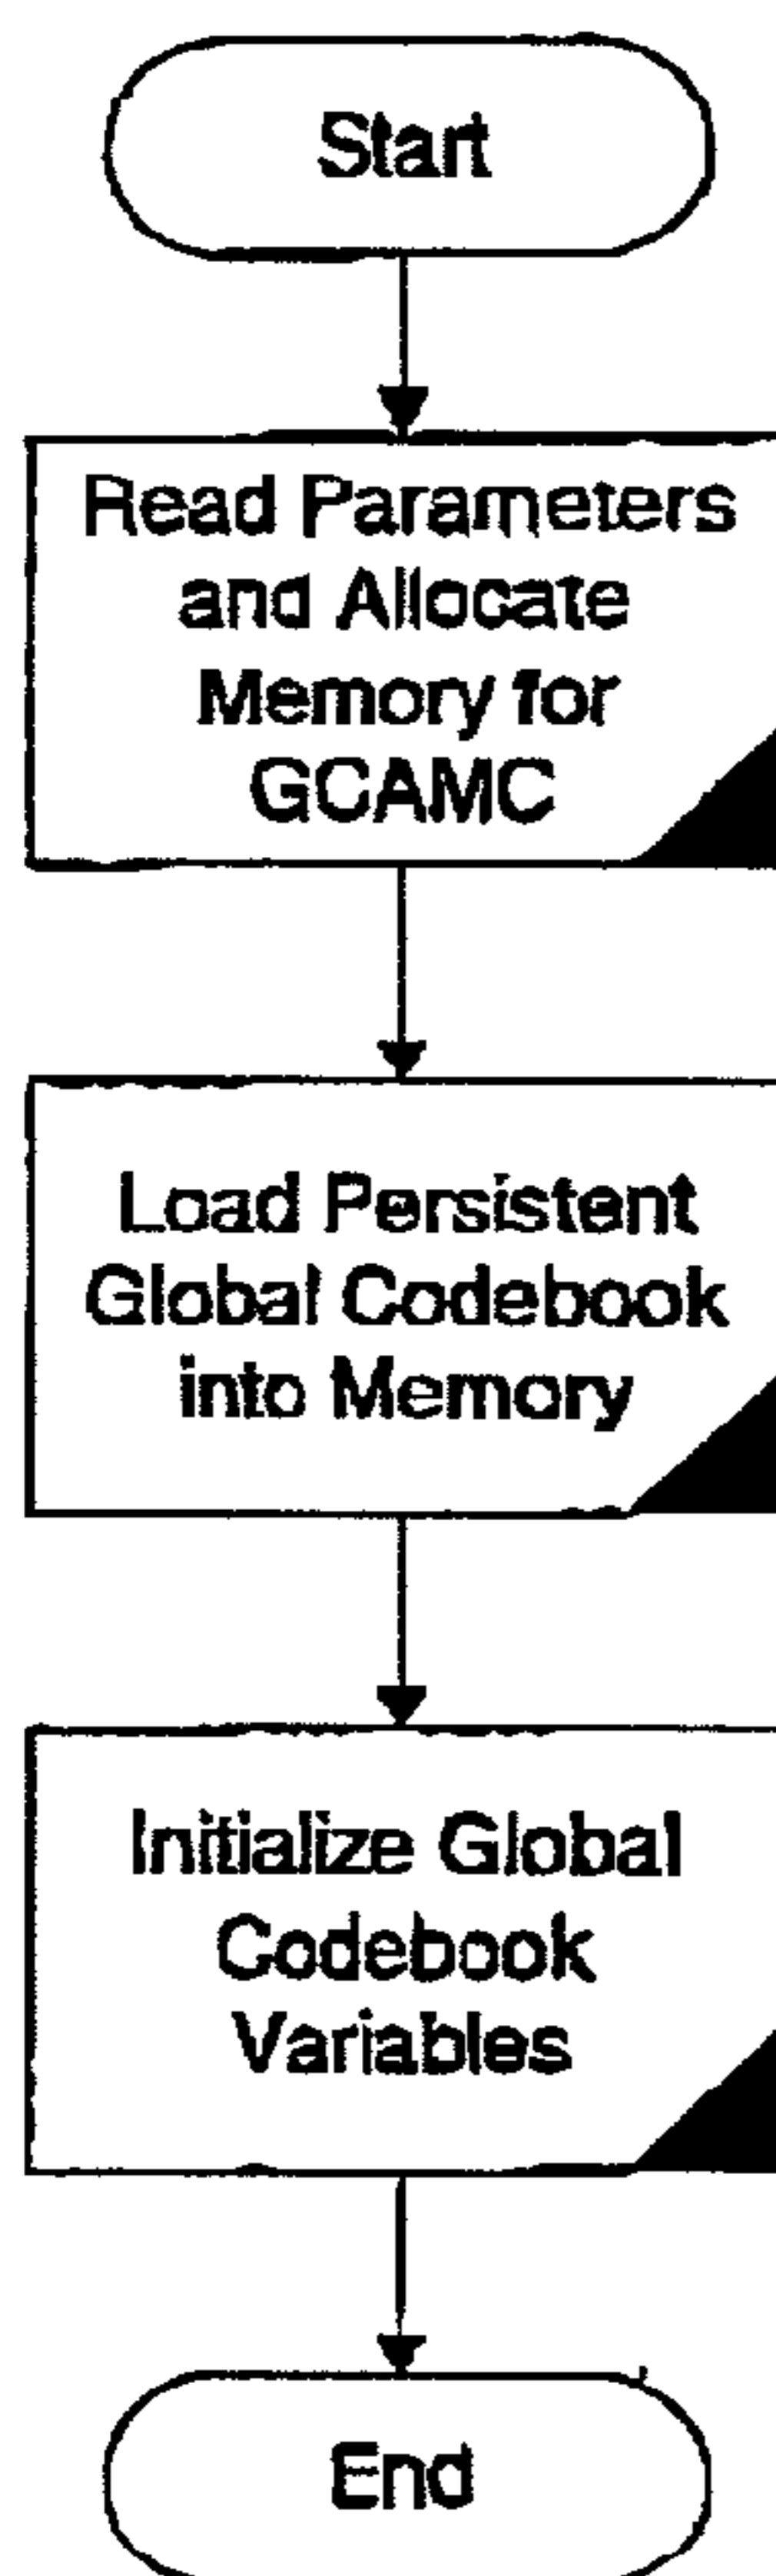 Start
Read Parameters
and Allocate
Memory for
GCAMC
Load Persistent
Global Codebook
into Memory
Initialize Global
Codebook
Variables
End